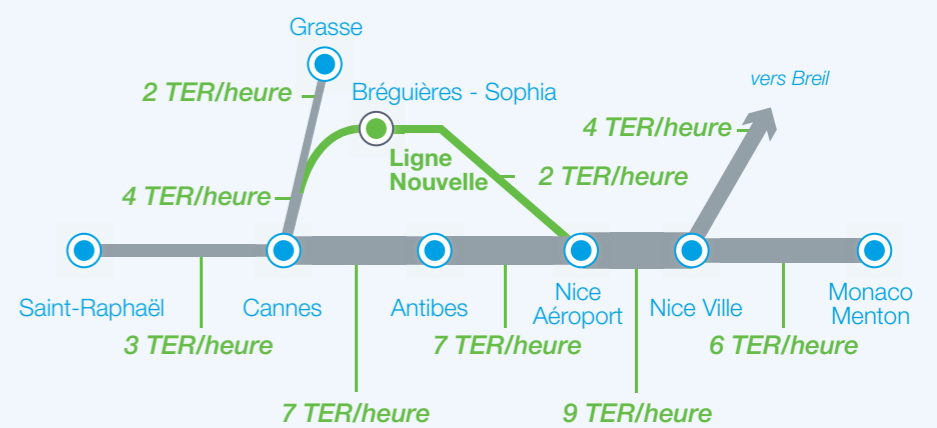 Grasse
vers Breil
2 TER/heure
Bréguières - Sophia
4 TER/heure
Ligne
Nouvelle
2 TER/heure
4 TER/heure
Saint-Raphaël
Cannes
Antibes
Nice
Aéroport
Nice Ville
Monaco
Menton
3 TER/heure
7 TER/heure
6 TER/heure
7 TER/heure
9 TER/heure